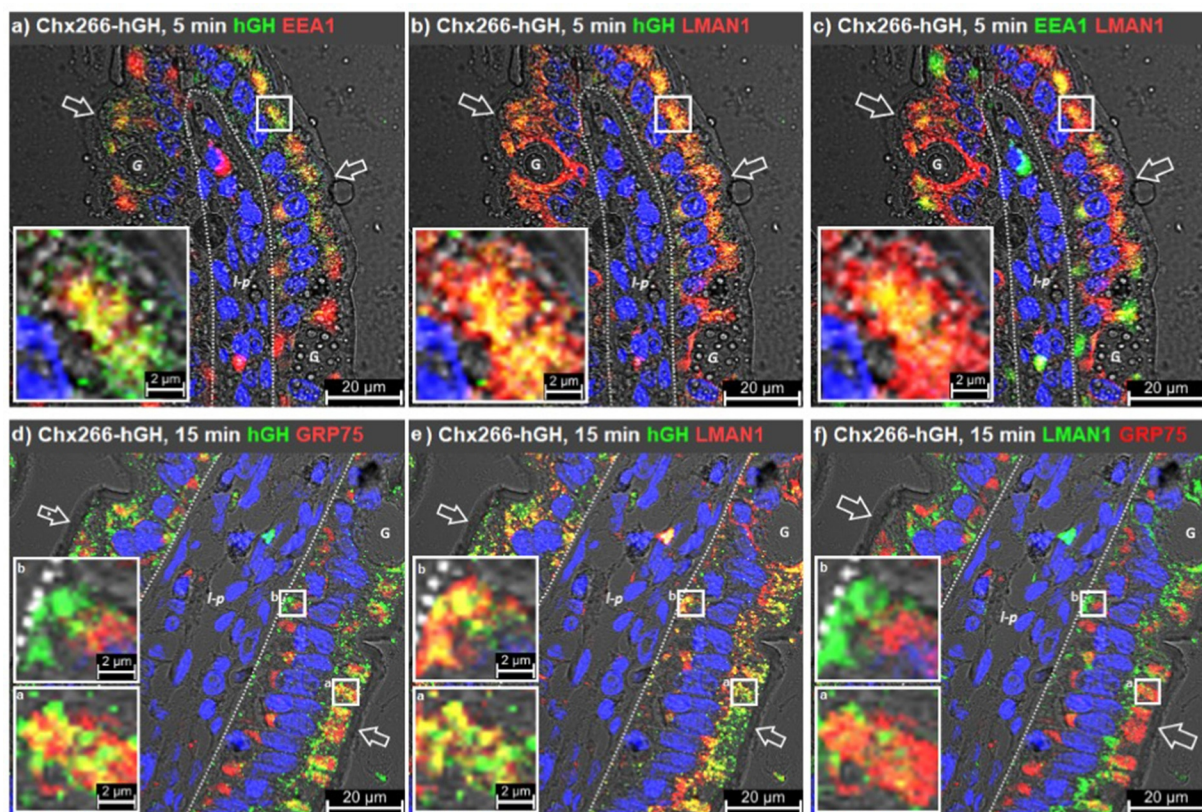 a) Chx266-hGH, 5 min hGH EEA1
b) Chx266-hGH, 5 min hGH LMAN1
c) Chx266-hGH, 5 min EEA1 LMAN1
G
l-p
G
2 µm
20 µm
G
l-p
G
2 µm
20 µm
G
l-p
G
2 µm
20 µm
d) Chx266-hGH, 15 min hGH GRP75
e) Chx266-hGH, 15 min hGH LMAN1
f) Chx266-hGH, 15 min LMAN1 GRP75
G
b
l-p
b
2 µm
a
a
2 µm
20 µm
G
b
l-p
b
2 µm
a
a
2 µm
20 µm
G
b
l-p
b
2 µm
a
a
2 µm
20 µm